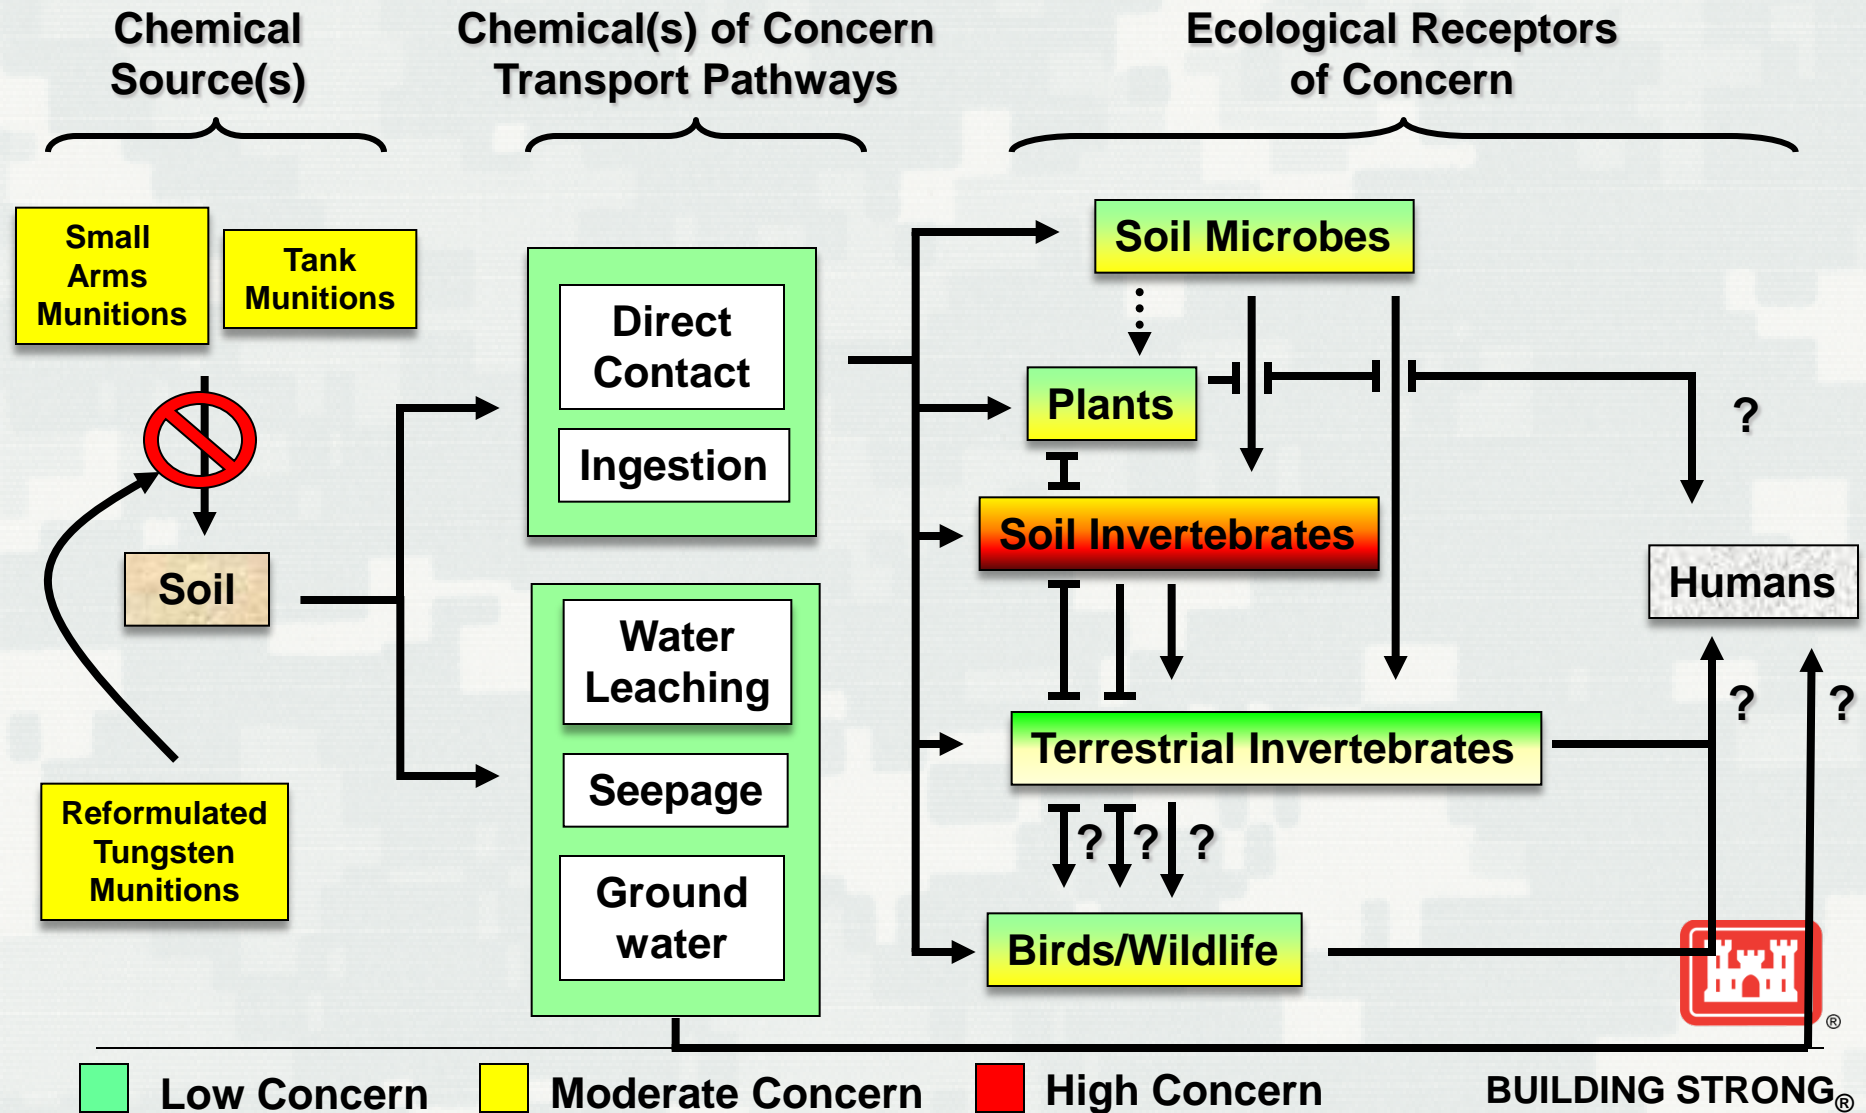 Chemical
Source(s)
Chemical(s) of Concern
Transport Pathways
Ecological Receptors
of Concern
Small
Arms
Munitions
Tank
Munitions
Soil
Reformulated
Tungsten
Munitions
Direct
Contact
Ingestion
Water
Leaching
Seepage
Ground
water
Soil Microbes
Plants
?
Soil Invertebrates
Humans
?
?
Terrestrial Invertebrates
?
?
?
Birds/Wildlife
®
Low Concern
Moderate Concern
High Concern
BUILDING STRONG®